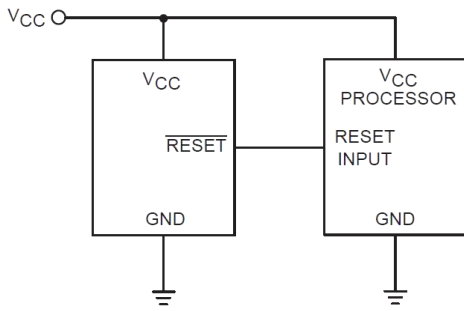 VCC
VCC
RESET
GND
VCC
PROCESSOR
RESET
INPUT
GND